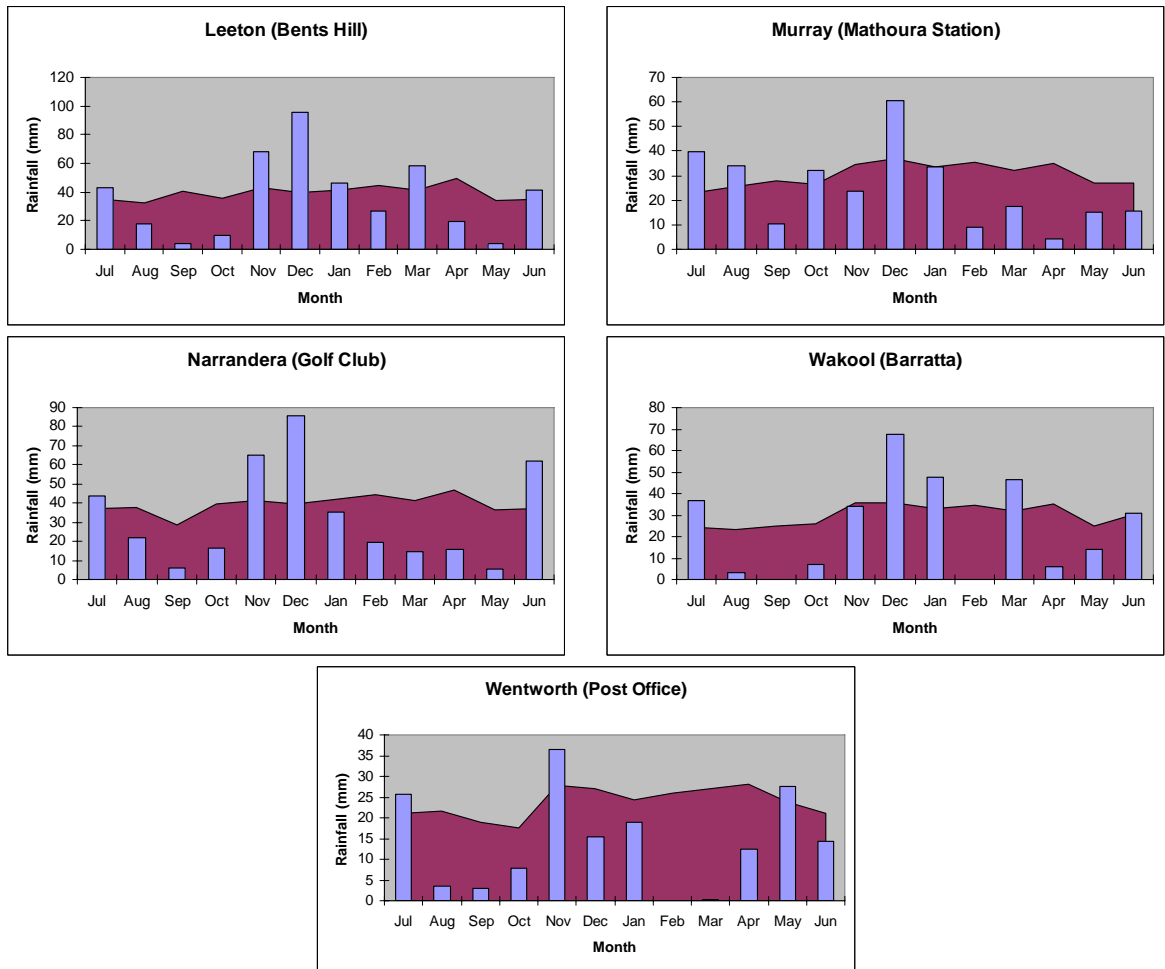 Leeton (Bents Hill)
Rainfall (mm)
120
100
80
60
40
20
0
Jul Aug Sep Oct Nov Dec Jan Feb Mar Apr May Jun
Month
Murray (Mathoura Station)
Rainfall (mm)
70
60
50
40
30
20
10
0
Jul Aug Sep Oct Nov Dec Jan Feb Mar Apr May Jun
Month
Narrandera (Golf Club)
Rainfall (mm)
90
80
70
60
50
40
30
20
10
0
Jul Aug Sep Oct Nov Dec Jan Feb Mar Apr May Jun
Month
Wakool (Barratta)
Rainfall (mm)
80
70
60
50
40
30
20
10
0
Jul Aug Sep Oct Nov Dec Jan Feb Mar Apr May Jun
Month
Wentworth (Post Office)
Rainfall (mm)
40
35
30
25
20
15
10
5
0
Jul Aug Sep Oct Nov Dec Jan Feb Mar Apr May Jun
Month